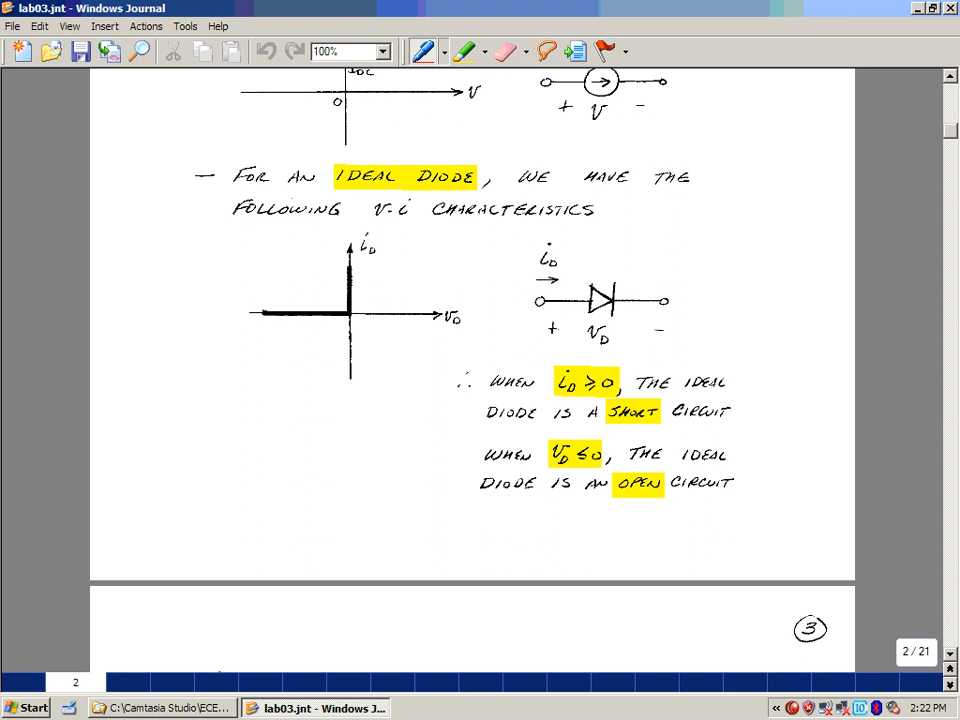 lab03.jnt - Windows Journal
File Edit View Insert Actions Tools Help
100%
IDC
V
O
+ V -
- FOR AN IDEAL DIODE, WE HAVE THE
FOLLOWING V-i CHARACTERISTICS
iD
VD
iD
+ VD -
∴ WHEN iD ≥ 0, THE IDEAL
DIODE IS A SHORT CIRCUIT
WHEN VD ≤ 0, THE IDEAL
DIODE IS AN OPEN CIRCUIT
3
2 / 21
2
Start
C:\Camtasia Studio\ECE...
lab03.jnt - Windows J...
2:22 PM